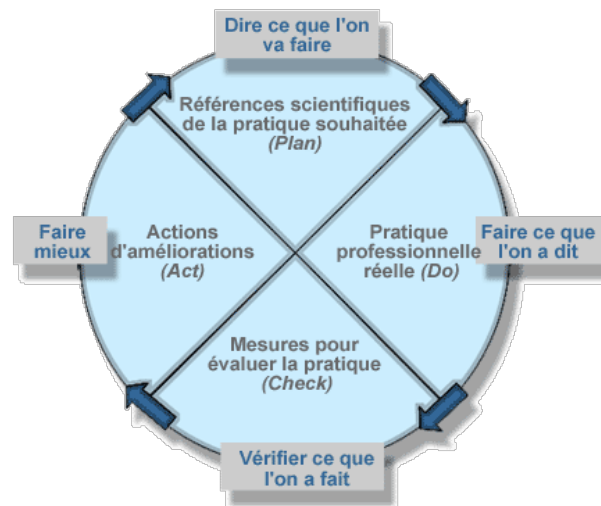 Dire ce que l'on
va faire
Références scientifiques
de la pratique souhaitée
(Plan)
Faire
mieux
Actions
d'améliorations
(Act)
Pratique
professionnelle
réelle (Do)
Faire ce que
l'on a dit
Mesures pour
évaluer la pratique
(Check)
Vérifier ce que
l'on a fait